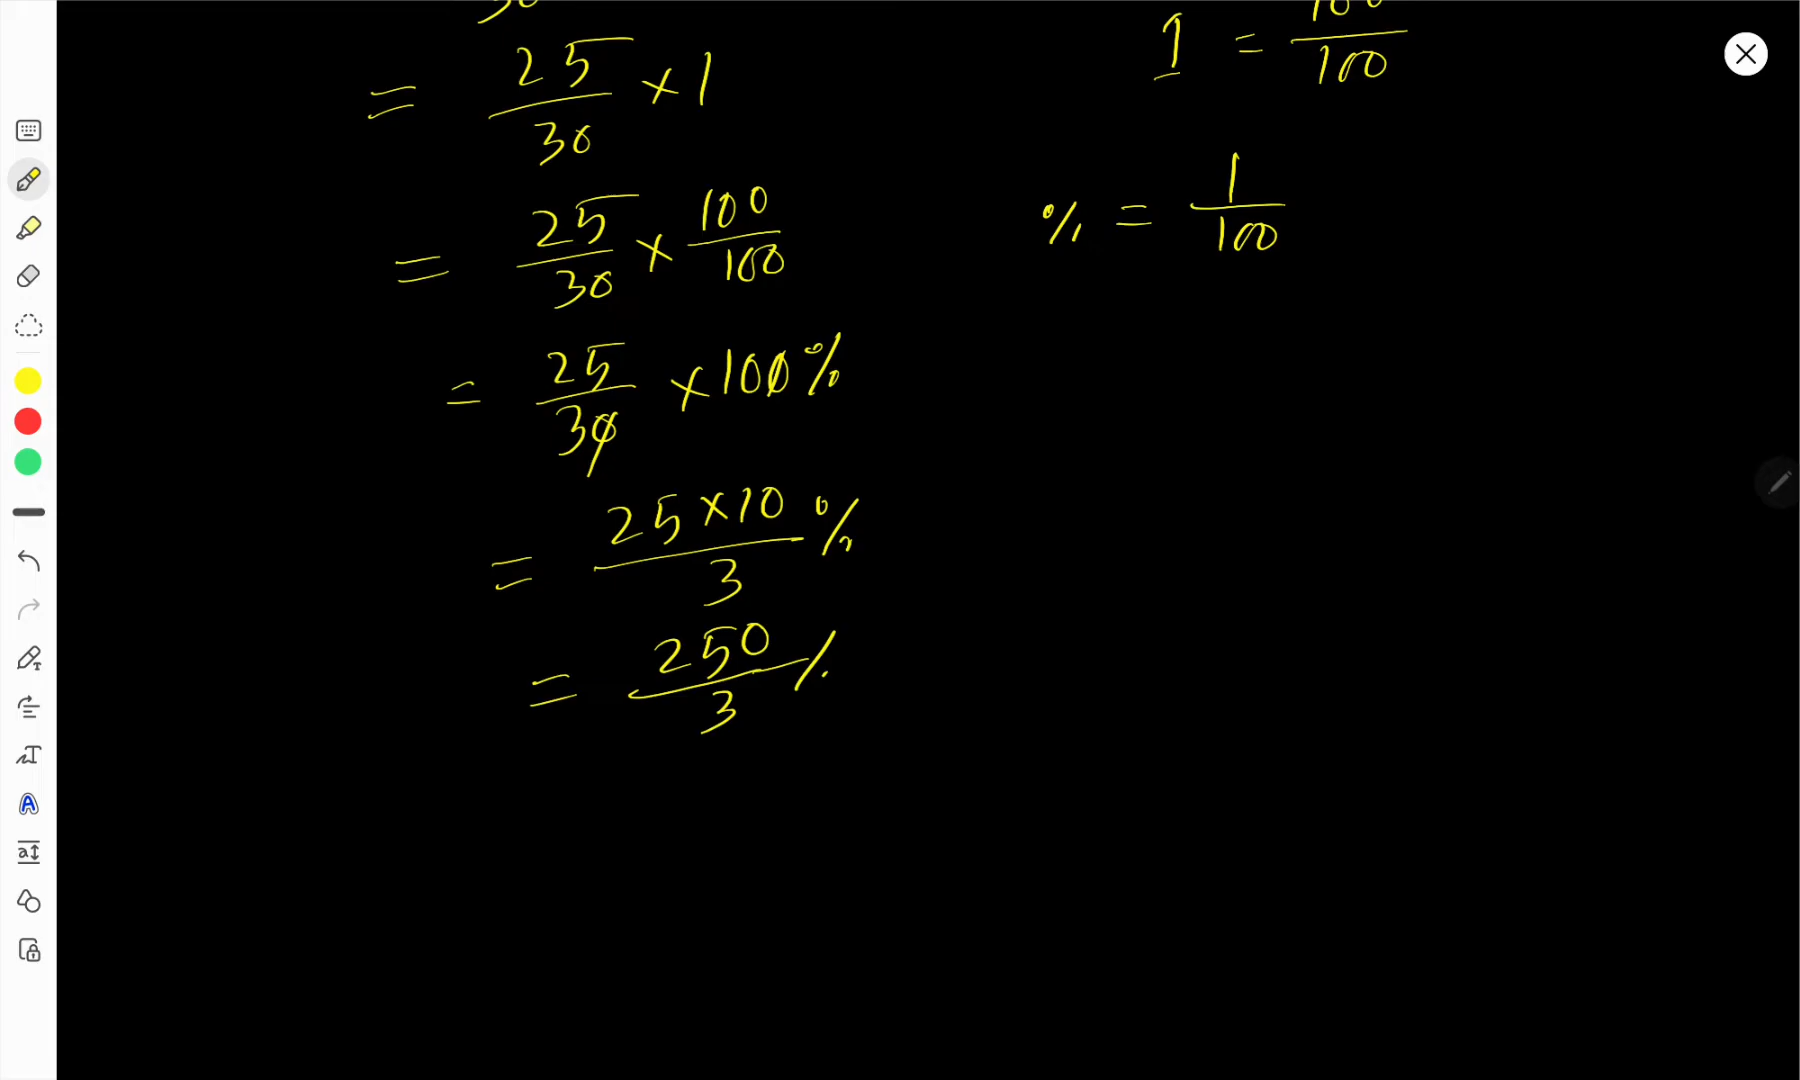 = 25/30 × 1
1 = 100/100
= 25/30 × 100/100
% = 1/100
= 25/30 × 100%
= 25 × 10/3 %
= 250/3 %